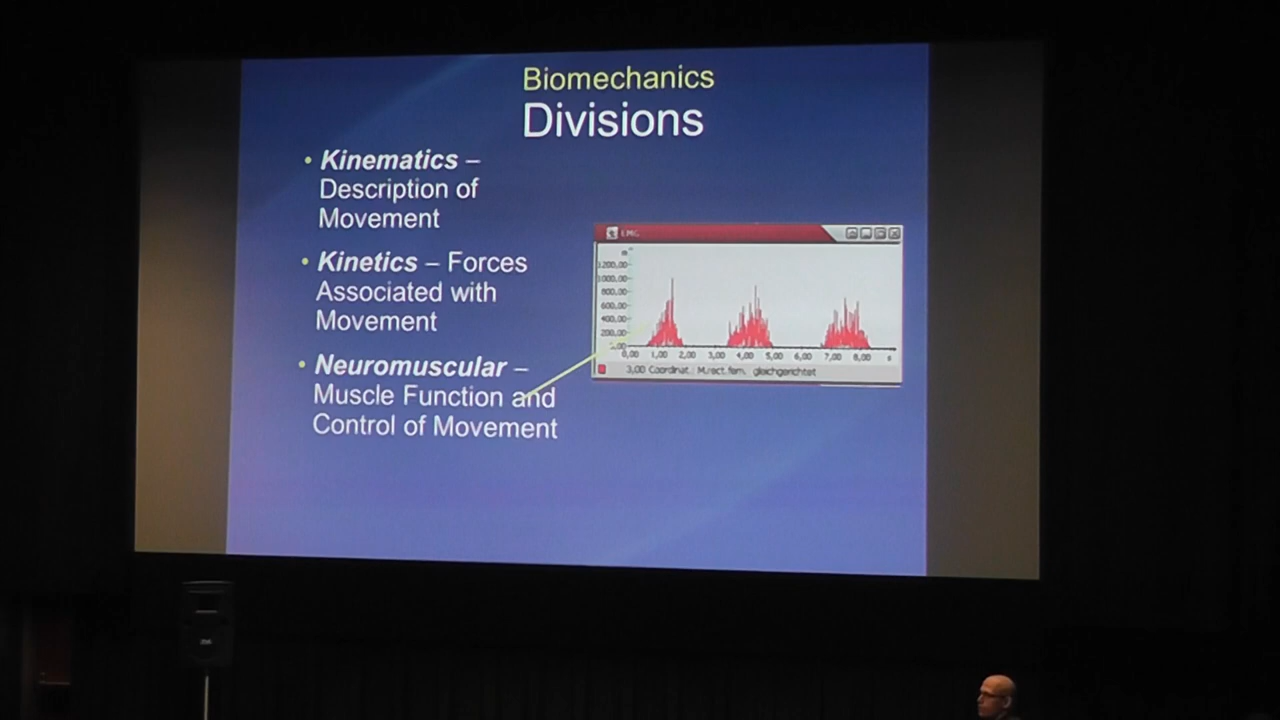 Biomechanics
Divisions
• Kinematics –
Description of
Movement
• Kinetics – Forces
Associated with
Movement
• Neuromuscular –
Muscle Function and
Control of Movement
EMG
1200,00
1000,00
800,00
600,00
400,00
200,00
0,00 1,00 2,00 3,00 4,00 5,00 6,00 7,00 8,00 s
3,00 Coordinat. M.rect.fem. gleichgerichtet